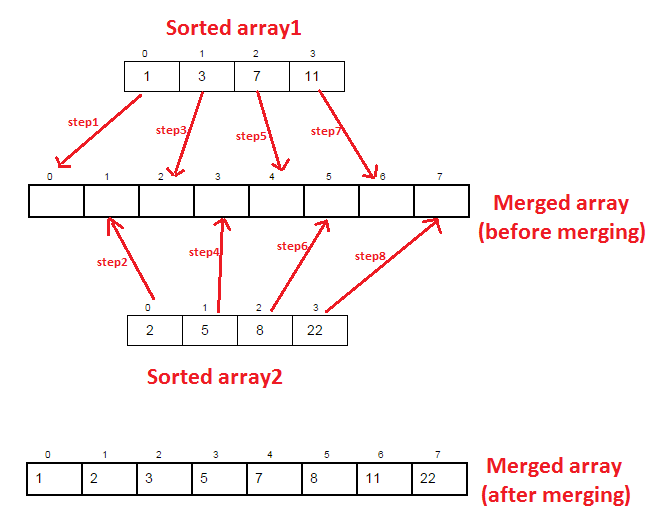 Sorted array1
0 1 2 3
1 3 7 11
step1 step3 step5 step7
0 1 2 3 4 5 6 7
Merged array
(before merging)
step2 step4 step6 step8
0 1 2 3
2 5 8 22
Sorted array2
0 1 2 3 4 5 6 7
1 2 3 5 7 8 11 22
Merged array
(after merging)